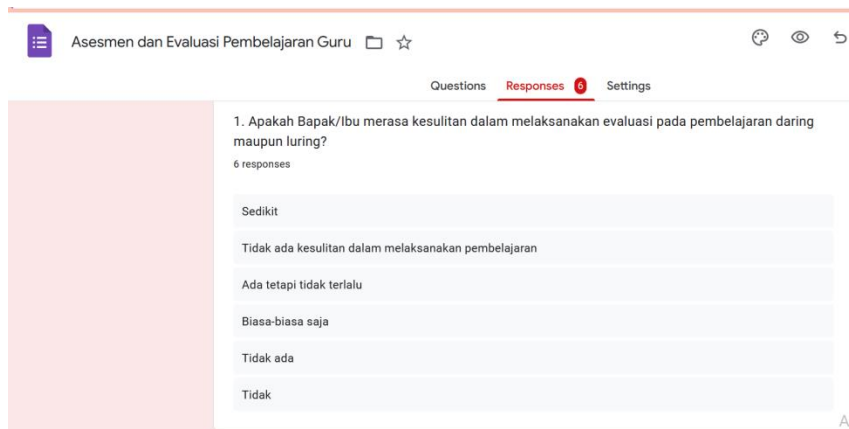 Asesmen dan Evaluasi Pembelajaran Guru
Questions Responses 6 Settings
1. Apakah Bapak/Ibu merasa kesulitan dalam melaksanakan evaluasi pada pembelajaran daring
maupun luring?
6 responses
Sedikit
Tidak ada kesulitan dalam melaksanakan pembelajaran
Ada tetapi tidak terlalu
Biasa-biasa saja
Tidak ada
Tidak
A